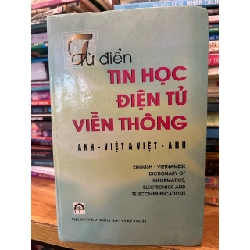 Từ điển
TIN HỌC
ĐIỆN TỬ
VIỄN THÔNG
ANH - VIỆT & VIỆT - ANH
ENGLISH - VIETNAMESE
DICTIONARY OF
INFORMATICS,
ELECTRONICS AND
TELECOMMUNICATIONS